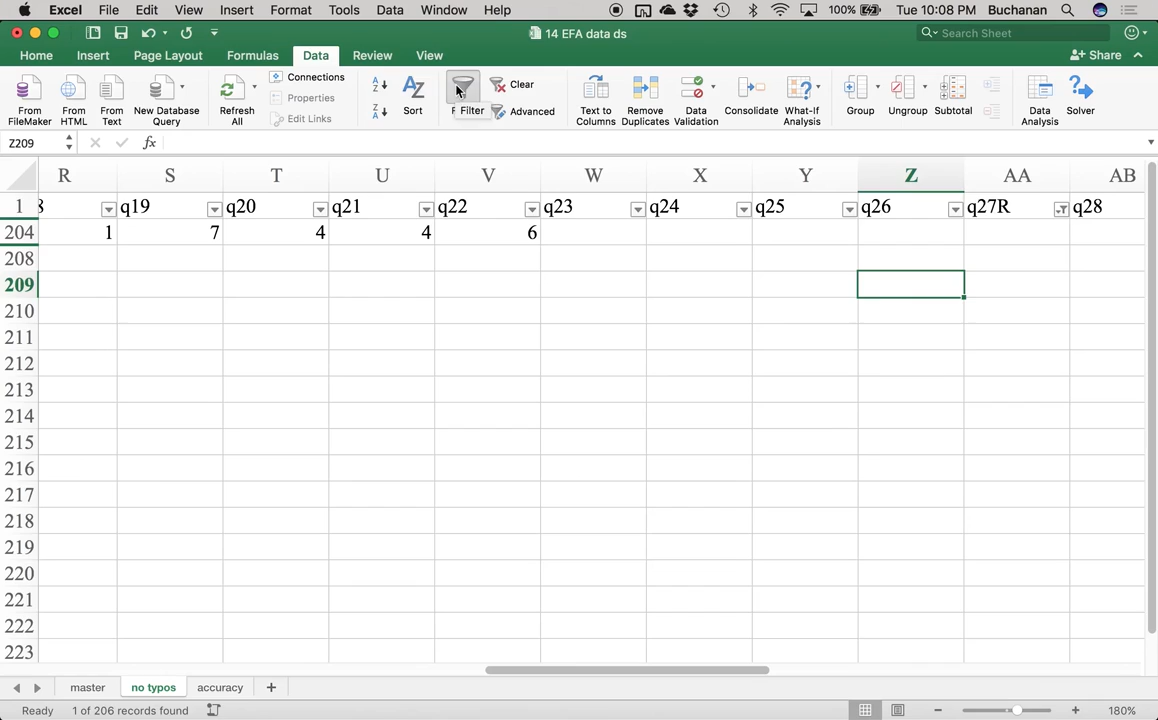 Excel File Edit View Insert Format Tools Data Window Help 100% Tue 10:08 PM Buchanan
14 EFA data ds Search Sheet
Home Insert Page Layout Formulas Data Review View Share
From FileMaker From HTML From Text New Database Query Refresh All Connections Properties Edit Links Sort Filter Clear Advanced Text to Columns Remove Duplicates Data Validation Consolidate What-If Analysis Group Ungroup Subtotal Data Analysis Solver
Z209 fx
R S T U V W X Y Z AA AB
1 8 q19 q20 q21 q22 q23 q24 q25 q26 q27R q28
204 1 7 4 4 6
208
209
210
211
212
213
214
215
216
217
218
219
220
221
222
223
master no typos accuracy +
Ready 1 of 206 records found 180%